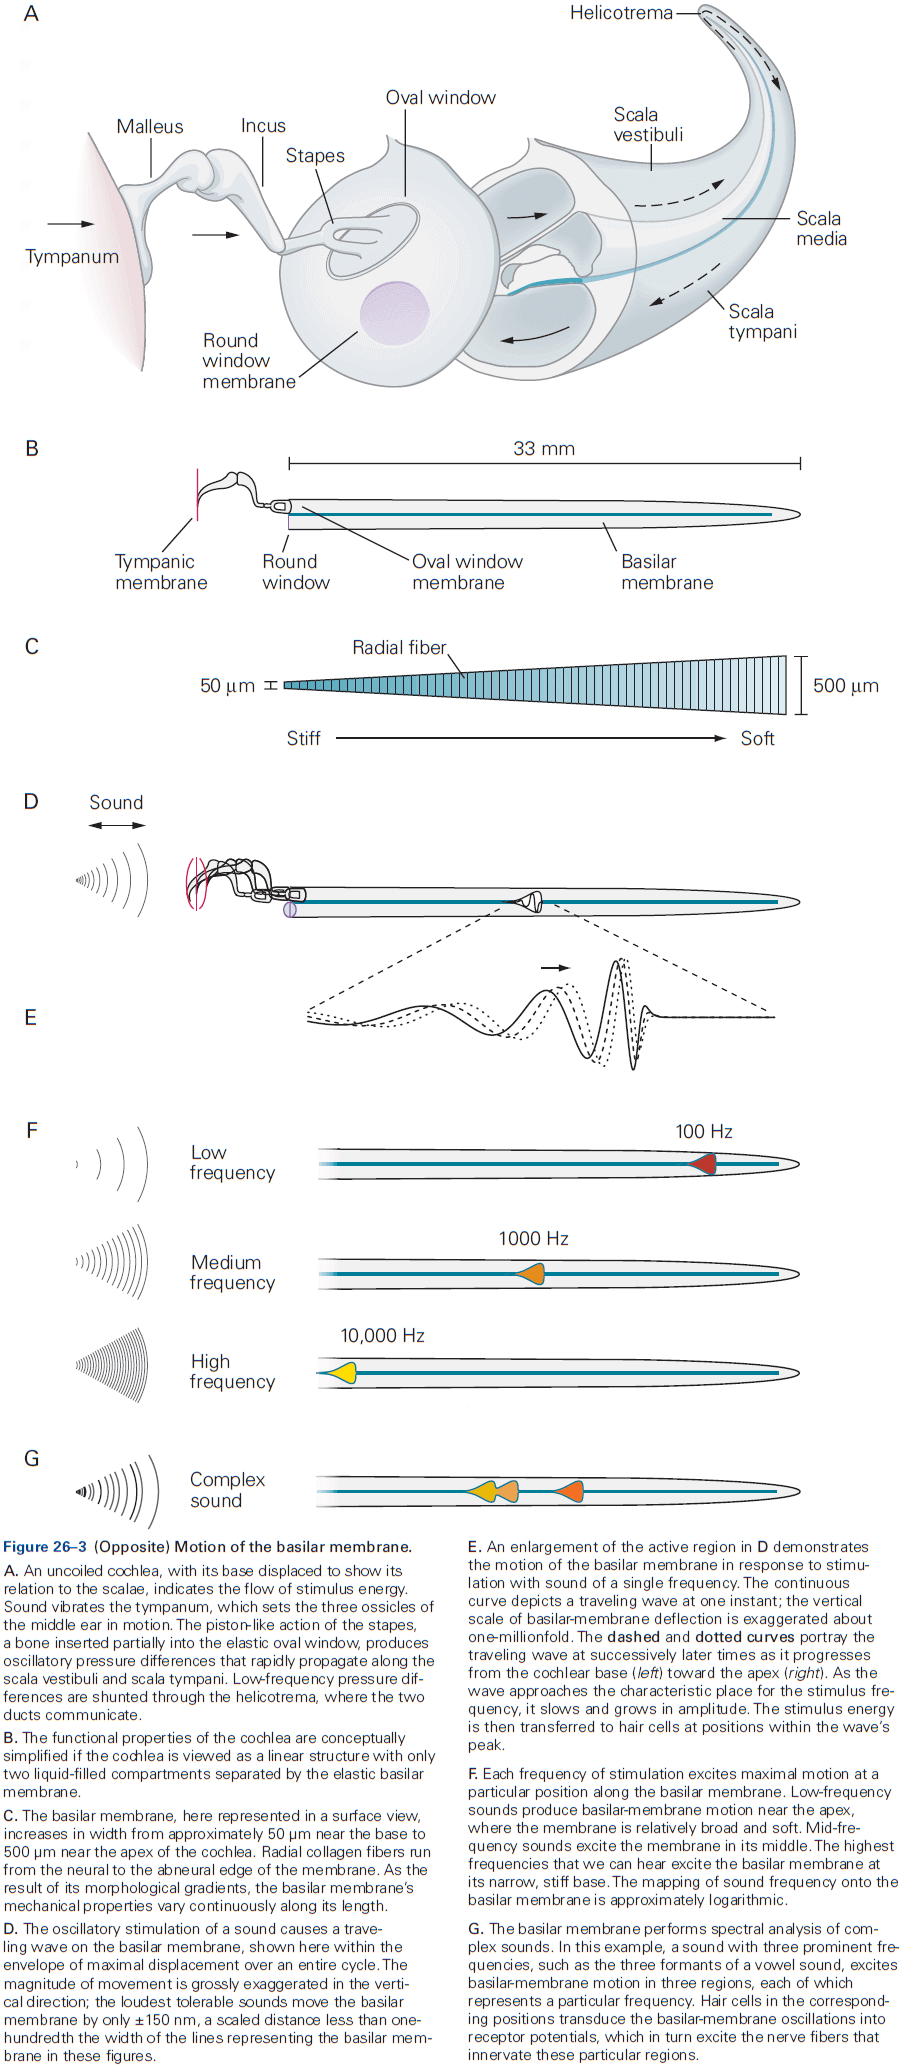 A
Helicotrema
Oval window
Malleus
Incus
Stapes
Scala
vestibuli
Scala
media
Tympanum
Scala
tympani
Round
window
membrane
B
33 mm
Tympanic
membrane
Round
window
Oval window
membrane
Basilar
membrane
C
Radial fiber
50 μm
500 μm
Stiff
Soft
D
Sound
E
F
100 Hz
Low
frequency
1000 Hz
Medium
frequency
10,000 Hz
High
frequency
G
Complex
sound
Figure 26–3 (Opposite) Motion of the basilar membrane.
A. An uncoiled cochlea, with its base displaced to show its
relation to the scalae, indicates the flow of stimulus energy.
Sound vibrates the tympanum, which sets the three ossicles of
the middle ear in motion. The piston-like action of the stapes,
a bone inserted partially into the elastic oval window, produces
oscillatory pressure differences that rapidly propagate along the
scala vestibuli and scala tympani. Low-frequency pressure dif-
ferences are shunted through the helicotrema, where the two
ducts communicate.
B. The functional properties of the cochlea are conceptually
simplified if the cochlea is viewed as a linear structure with only
two liquid-filled compartments separated by the elastic basilar
membrane.
C. The basilar membrane, here represented in a surface view,
increases in width from approximately 50 μm near the base to
500 μm near the apex of the cochlea. Radial collagen fibers run
from the neural to the abneural edge of the membrane. As the
result of its morphological gradients, the basilar membrane's
mechanical properties vary continuously along its length.
D. The oscillatory stimulation of a sound causes a trave-
ling wave on the basilar membrane, shown here within the
envelope of maximal displacement over an entire cycle. The
magnitude of movement is grossly exaggerated in the verti-
cal direction; the loudest tolerable sounds move the basilar
membrane by only ±150 nm, a scaled distance less than one-
hundredth the width of the lines representing the basilar mem-
brane in these figures.
E. An enlargement of the active region in D demonstrates
the motion of the basilar membrane in response to stimu-
lation with sound of a single frequency. The continuous
curve depicts a traveling wave at one instant; the vertical
scale of basilar-membrane deflection is exaggerated about
one-millionfold. The dashed and dotted curves portray the
traveling wave at successively later times as it progresses
from the cochlear base (left) toward the apex (right). As the
wave approaches the characteristic place for the stimulus fre-
quency, it slows and grows in amplitude. The stimulus energy
is then transferred to hair cells at positions within the wave's
peak.
F. Each frequency of stimulation excites maximal motion at a
particular position along the basilar membrane. Low-frequency
sounds produce basilar-membrane motion near the apex,
where the membrane is relatively broad and soft. Mid-fre-
quency sounds excite the membrane in its middle. The highest
frequencies that we can hear excite the basilar membrane at
its narrow, stiff base. The mapping of sound frequency onto the
basilar membrane is approximately logarithmic.
G. The basilar membrane performs spectral analysis of com-
plex sounds. In this example, a sound with three prominent fre-
quencies, such as the three formants of a vowel sound, excites
basilar-membrane motion in three regions, each of which
represents a particular frequency. Hair cells in the correspond-
ing positions transduce the basilar-membrane oscillations into
receptor potentials, which in turn excite the nerve fibers that
innervate these particular regions.